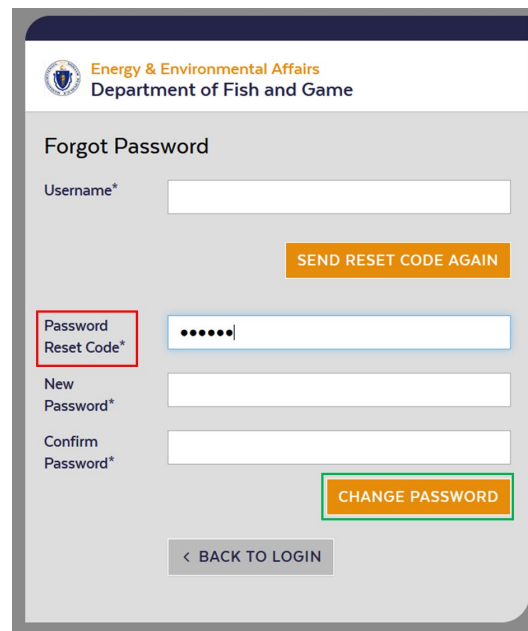 Energy & Environmental Affairs
Department of Fish and Game
Forgot Password
Username*
SEND RESET CODE AGAIN
Password
Reset Code*
••••••
New
Password*
Confirm
Password*
CHANGE PASSWORD
< BACK TO LOGIN